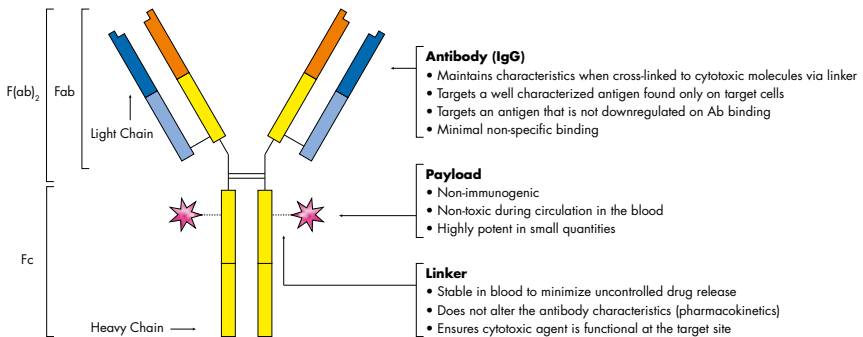 F(ab)2
Fab
Light Chain
Fc
Heavy Chain
Antibody (IgG)
• Maintains characteristics when cross-linked to cytotoxic molecules via linker
• Targets a well characterized antigen found only on target cells
• Targets an antigen that is not downregulated on Ab binding
• Minimal non-specific binding
Payload
• Non-immunogenic
• Non-toxic during circulation in the blood
• Highly potent in small quantities
Linker
• Stable in blood to minimize uncontrolled drug release
• Does not alter the antibody characteristics (pharmacokinetics)
• Ensures cytotoxic agent is functional at the target site